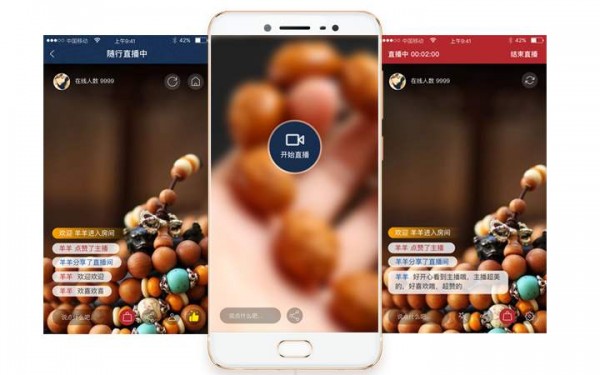 中国移动
上午9:41
42%
随行直播中
在线人数 9999
欢迎 羊羊进入房间
羊羊 点赞了主播
羊羊分享了直播间
羊羊 欢迎欢迎
羊羊 欢喜欢喜
说点什么吧...
开始直播
说点什么吧...
中国移动
上午9:41
42%
直播中 00:02:00
结束直播
在线人数 9999
欢迎 羊羊进入房间
羊羊 点赞了主播
羊羊分享了直播间
羊羊 好开心看到主播哦，主播超美
的，好喜欢哦，超赞的
说点什么吧...